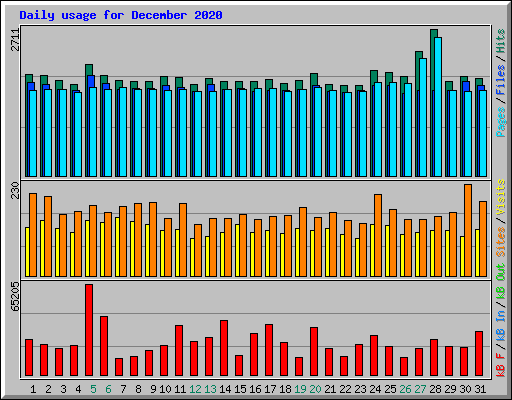 Daily usage for December 2020
2711
Pages / Files / Hits
230
Sites / Visits
65205
kB F / kB In / kB Out
1 2 3 4 5 6 7 8 9 10 11 12 13 14 15 16 17 18 19 20 21 22 23 24 25 26 27 28 29 30 31